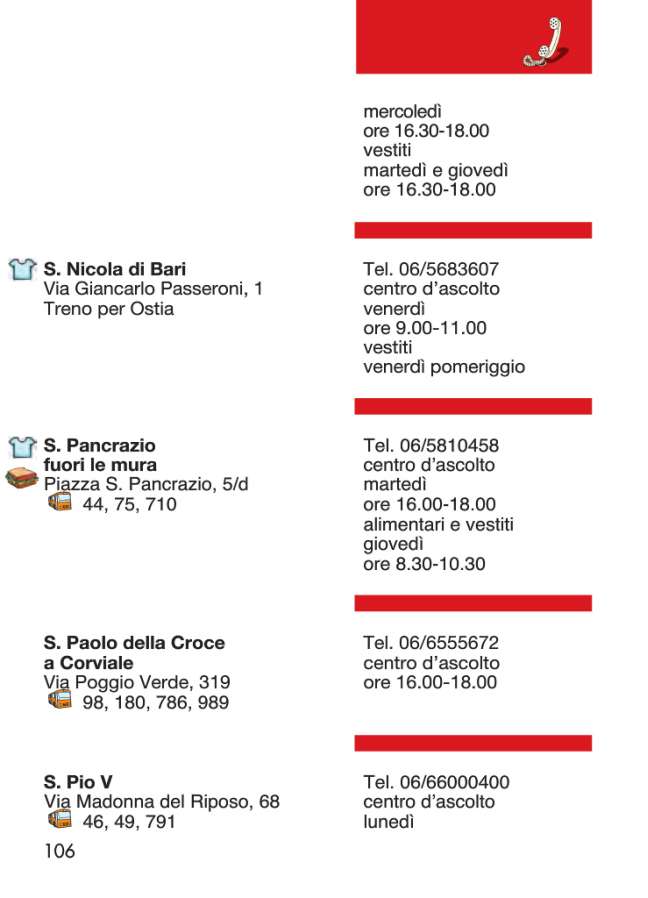 mercoledì
ore 16.30-18.00
vestiti
martedì e giovedì
ore 16.30-18.00
S. Nicola di Bari
Via Giancarlo Passeroni, 1
Treno per Ostia
Tel. 06/5683607
centro d'ascolto
venerdì
ore 9.00-11.00
vestiti
venerdì pomeriggio
S. Pancrazio
fuori le mura
Piazza S. Pancrazio, 5/d
44, 75, 710
Tel. 06/5810458
centro d'ascolto
martedì
ore 16.00-18.00
alimentari e vestiti
giovedì
ore 8.30-10.30
S. Paolo della Croce
a Corviale
Via Poggio Verde, 319
98, 180, 786, 989
Tel. 06/6555672
centro d'ascolto
ore 16.00-18.00
S. Pio V
Via Madonna del Riposo, 68
46, 49, 791
Tel. 06/66000400
centro d'ascolto
lunedì
106